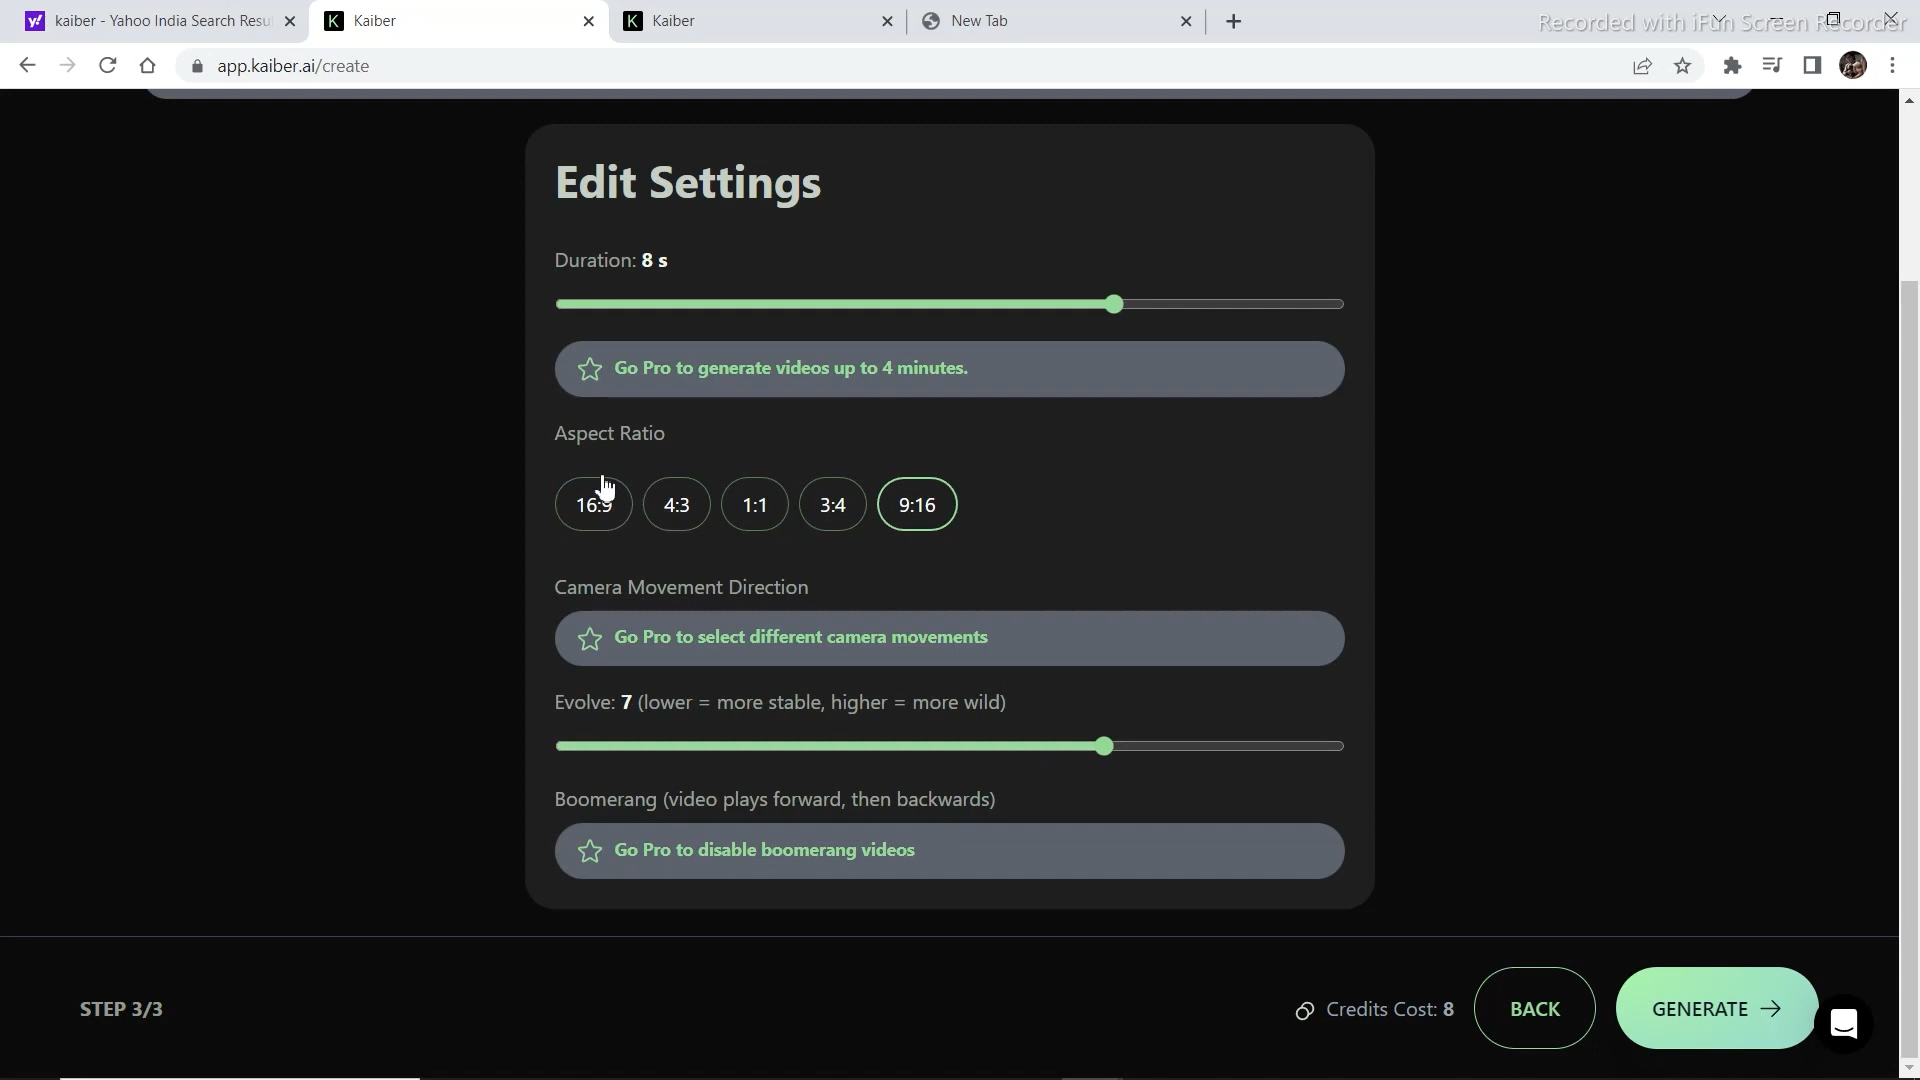 kaiber - Yahoo India Search Resu
Kaiber
Kaiber
New Tab
Recorded with iFun Screen Recorder
app.kaiber.ai/create
Edit Settings
Duration: 8 s
Go Pro to generate videos up to 4 minutes.
Aspect Ratio
16:9 4:3 1:1 3:4 9:16
Camera Movement Direction
Go Pro to select different camera movements
Evolve: 7 (lower = more stable, higher = more wild)
Boomerang (video plays forward, then backwards)
Go Pro to disable boomerang videos
STEP 3/3
Credits Cost: 8
BACK
GENERATE